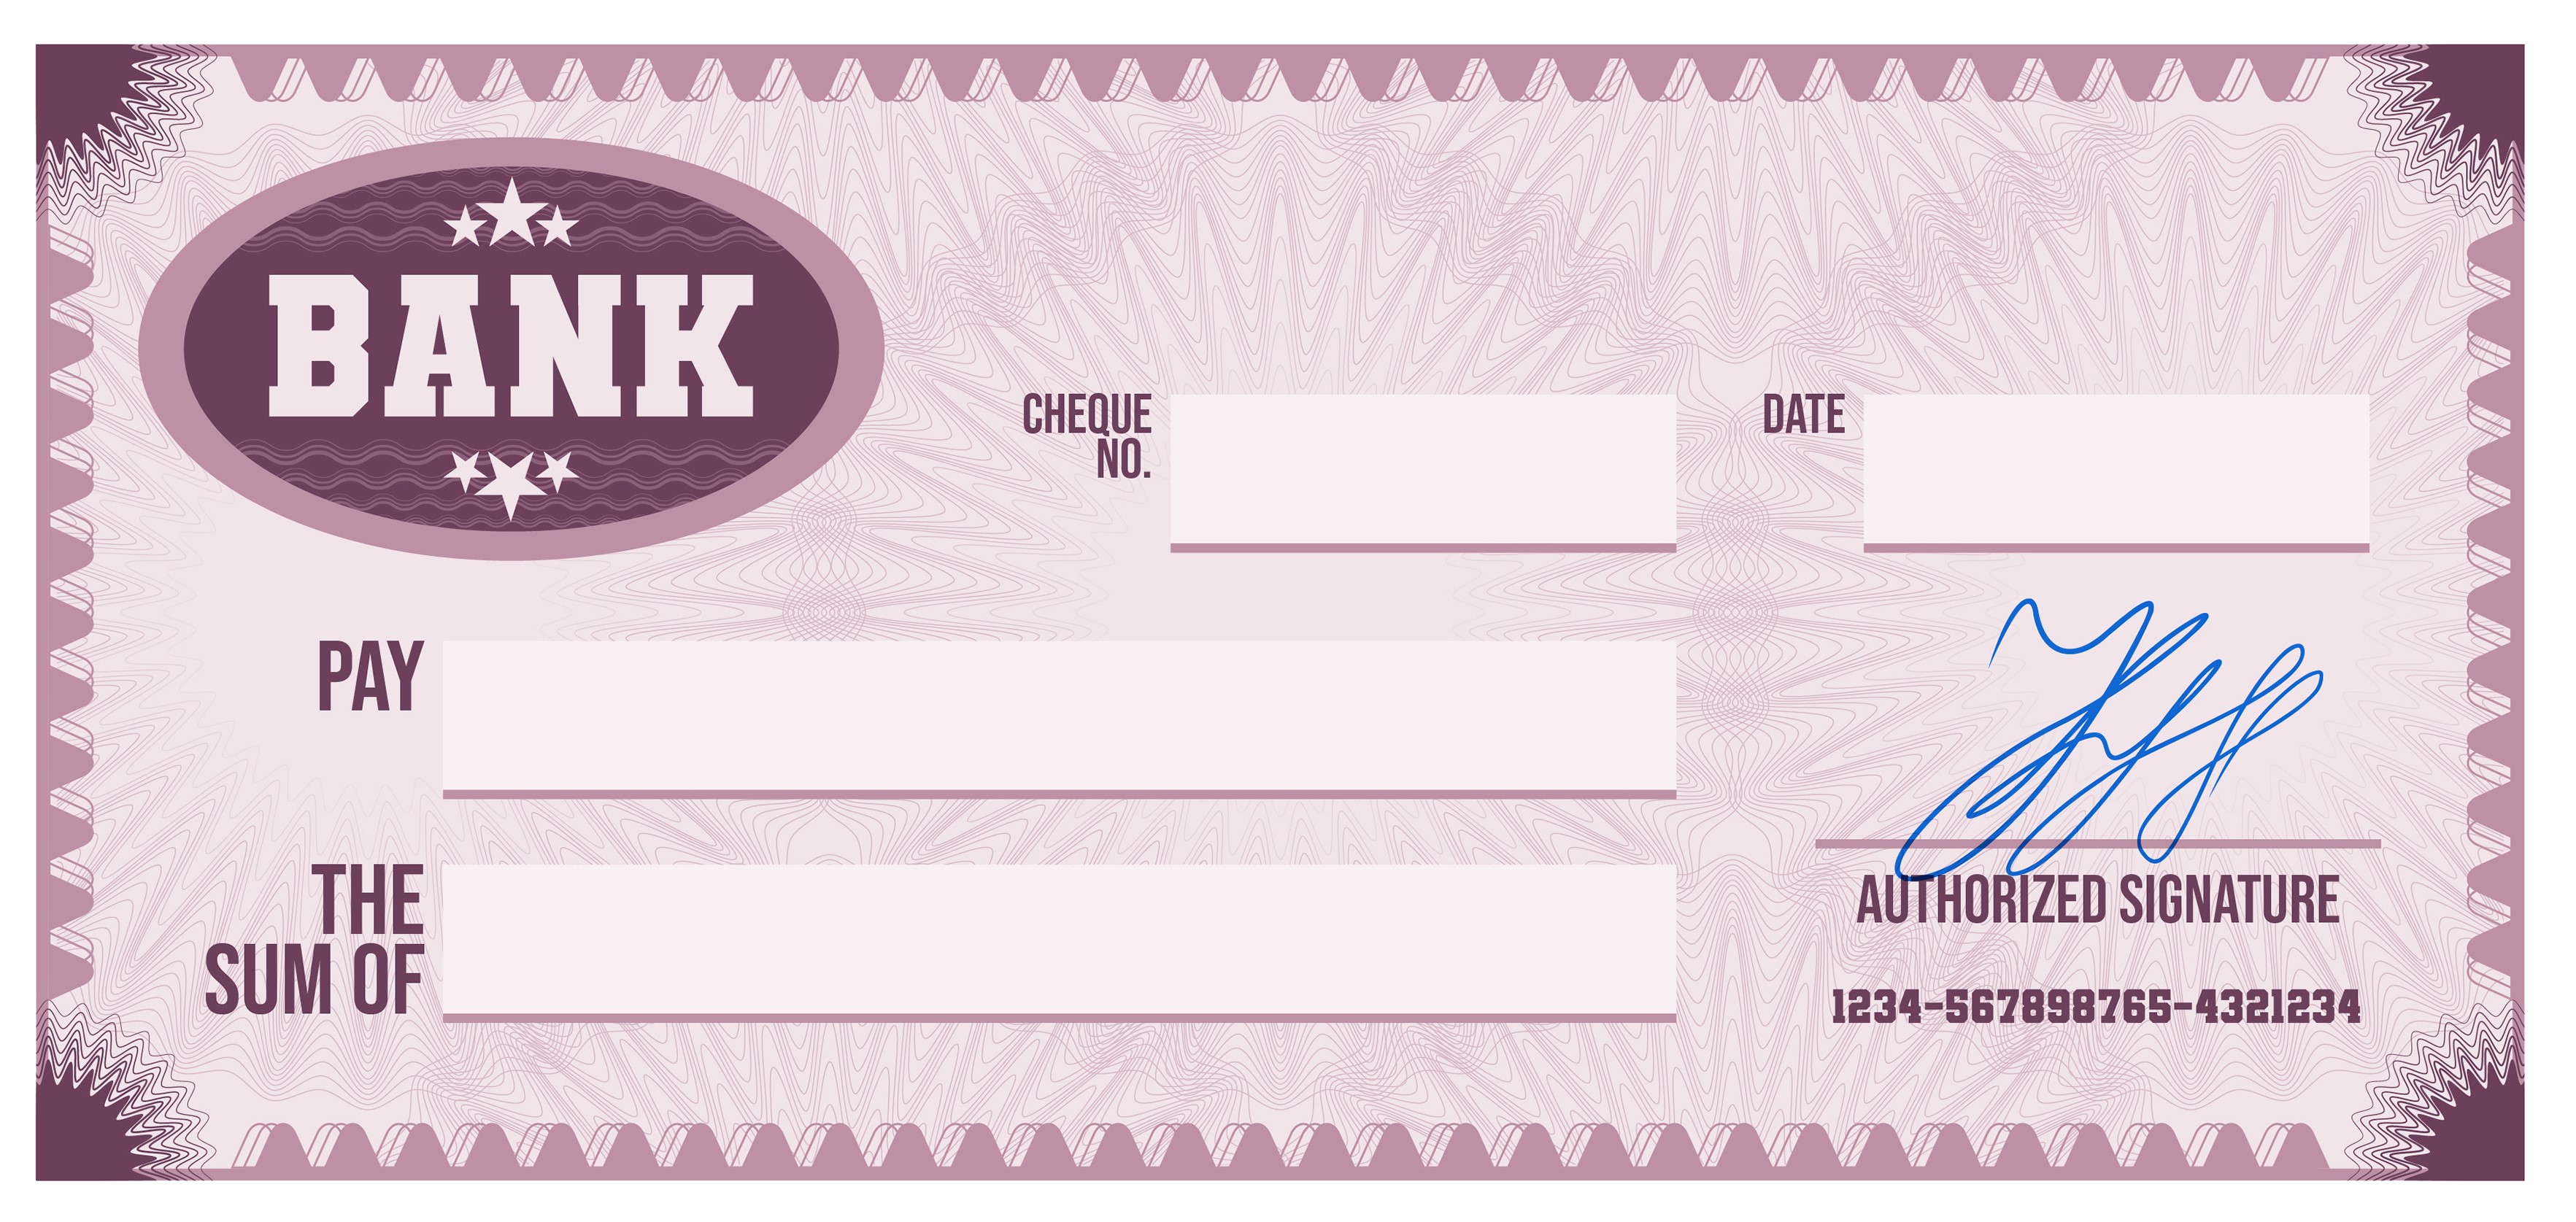 BANK
CHEQUE
NO.
DATE
PAY
THE
SUM OF
AUTHORIZED SIGNATURE
1234-567898765-4321234